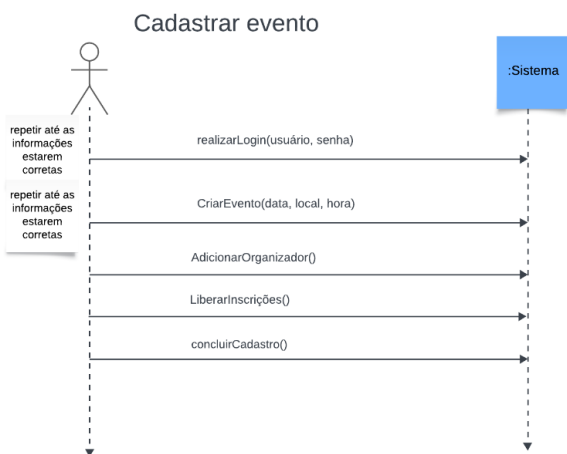 Cadastrar evento
:Sistema
repetir até as
informações
estarem
corretas
realizarLogin(usuário, senha)
repetir até as
informações
estarem
corretas
CriarEvento(data, local, hora)
AdicionarOrganizador()
LiberarInscrições()
concluirCadastro()